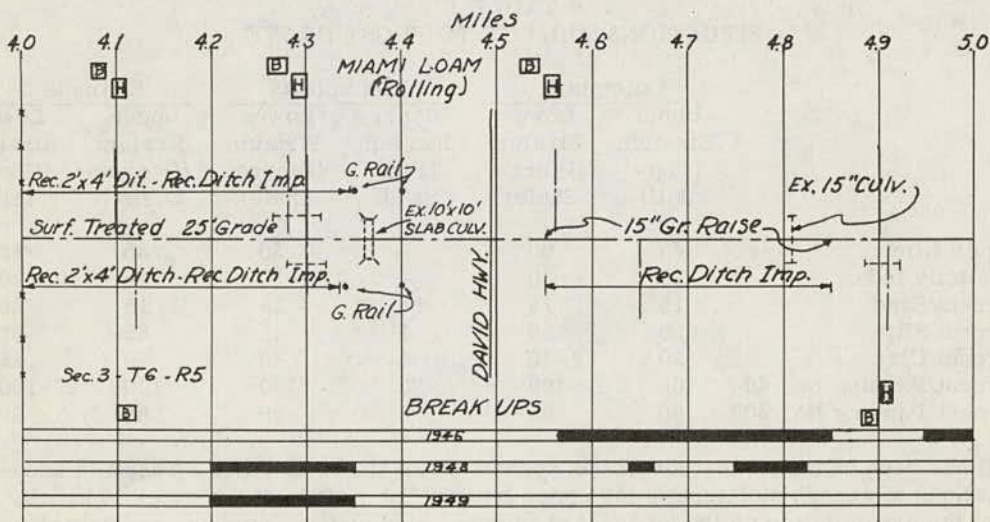 Miles
4.0 4.1 4.2 4.3 4.4 4.5 4.6 4.7 4.8 4.9 5.0
B H B H MIAMI LOAM B H
(Rolling)
Rec. 2'x4' Dit. - Rec. Ditch Imp. G. Rail Ex. 15" Culv.
Surf. Treated 25' Grade Ex. 10'x10' SLAB CULV. 15" Gr. Raise
Rec. 2'x4' Ditch - Rec. Ditch Imp. Rec. Ditch Imp.
G. Rail
DAVID HWY.
Sec. 3 - T6 - R5
B BREAK UPS B H
1946
1948
1949